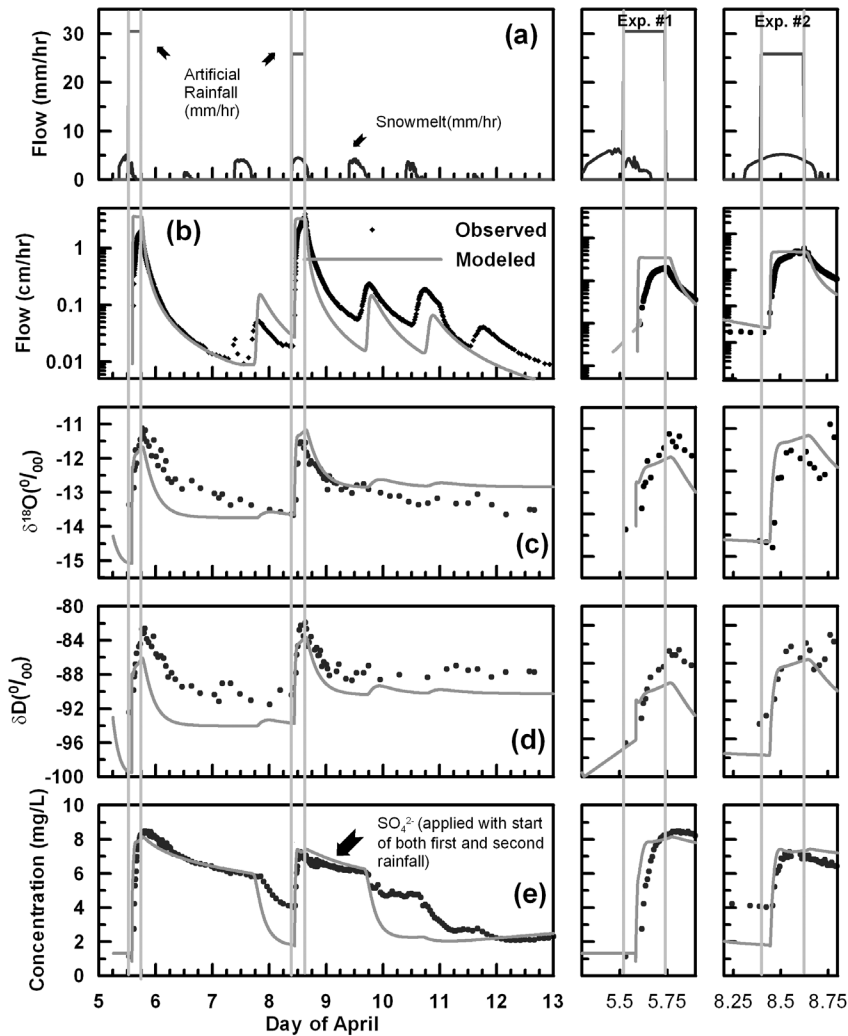 Exp. #1
Exp. #2
(a)
Flow (mm/hr)
30
25
20
15
10
5
0
Artificial
Rainfall
(mm/hr)
Snowmelt(mm/hr)
(b)
Observed
Modeled
Flow (cm/hr)
1
0.1
0.01
(c)
δ¹⁸O(⁰/₀₀)
-11
-12
-13
-14
-15
(d)
δD(⁰/₀₀)
-80
-84
-88
-92
-96
-100
(e)
Concentration (mg/L)
10
8
6
4
2
0
SO₄²⁻ (applied with start
of both first and second
rainfall)
5 6 7 8 9 10 11 12 13
Day of April
5.5 5.75
8.25 8.5 8.75